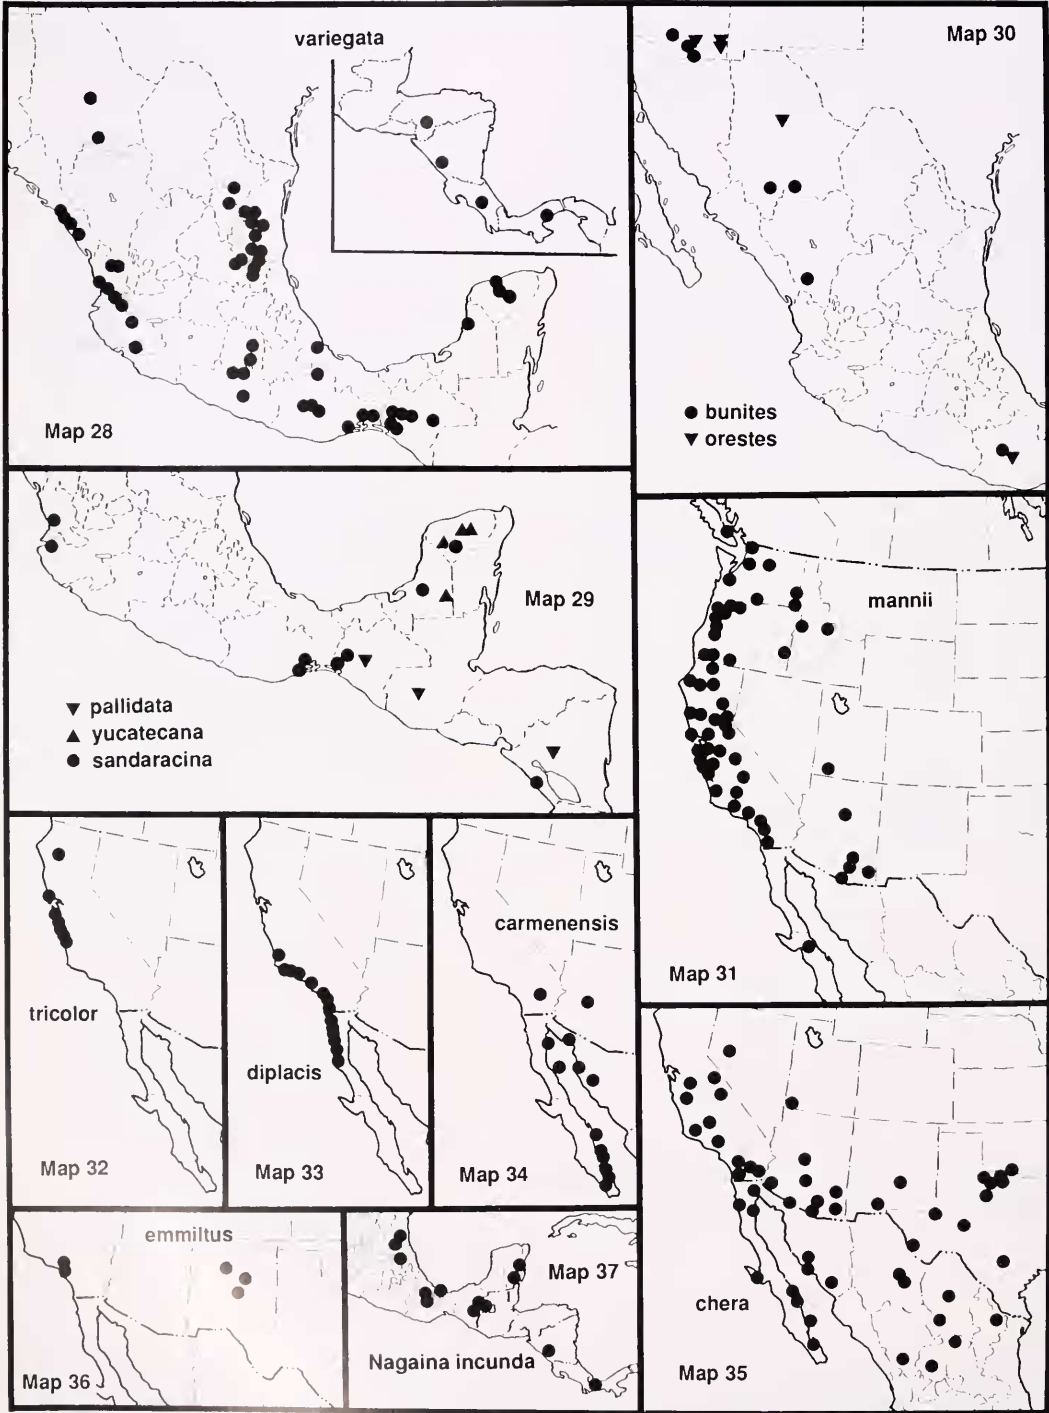 variegata
Map 28
Map 30
bunites
orestes
Map 29
pallidata
yucatecana
sandaracina
mannii
Map 31
tricolor
Map 32
diplacis
Map 33
carmenensis
Map 34
chera
Map 35
emmiltus
Map 36
Map 37
Nagaina incunda